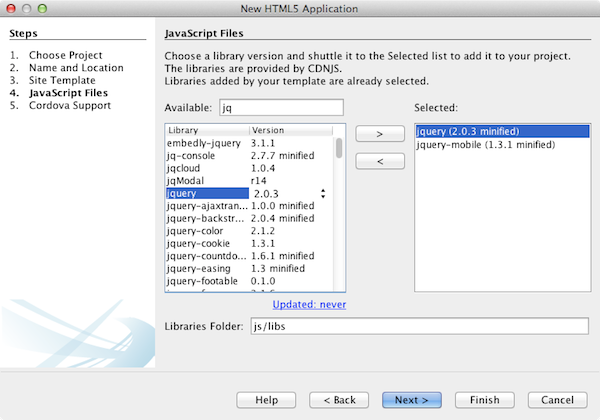 New HTML5 Application
Steps
1. Choose Project
2. Name and Location
3. Site Template
4. JavaScript Files
5. Cordova Support
JavaScript Files
Choose a library version and shuttle it to the Selected list to add it to your project.
The libraries are provided by CDNJS.
Libraries added by your template are already selected.
Available: jq
Library Version
embedly-jquery 3.1.1
jq-console 2.7.7 minified
jqcloud 1.0.4
jqModal r14
jquery 2.0.3
jquery-ajaxtran... 1.0.0 minified
jquery-backstr... 2.0.4 minified
jquery-color 2.1.2
jquery-cookie 1.3.1
jquery-countdo... 1.6.1 minified
jquery-easing 1.3 minified
jquery-footable 0.1.0
>
<
Selected:
jquery (2.0.3 minified)
jquery-mobile (1.3.1 minified)
Updated: never
Libraries Folder: js/libs
Help < Back Next > Finish Cancel